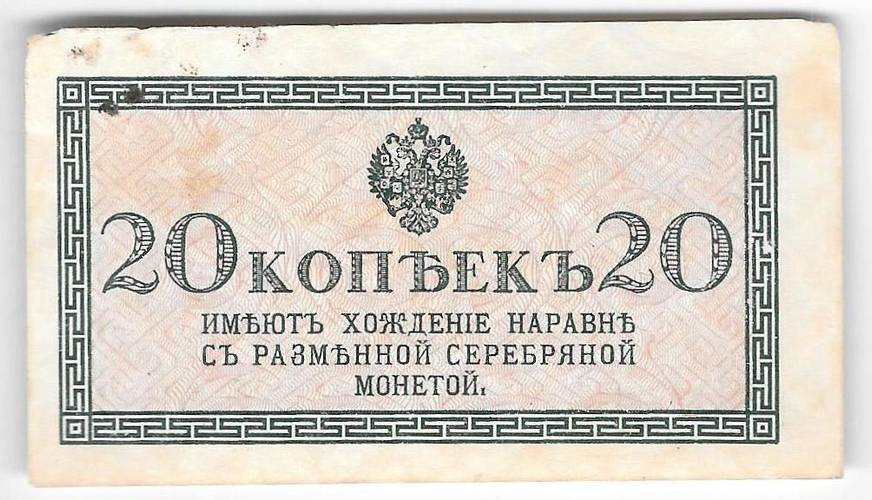 20 КОПѢЕКЪ 20
ИМѢЮТЪ ХОЖДЕНІЕ НАРАВНѢ
СЪ РАЗМѢННОЙ СЕРЕБРЯНОЙ
МОНЕТОЙ.